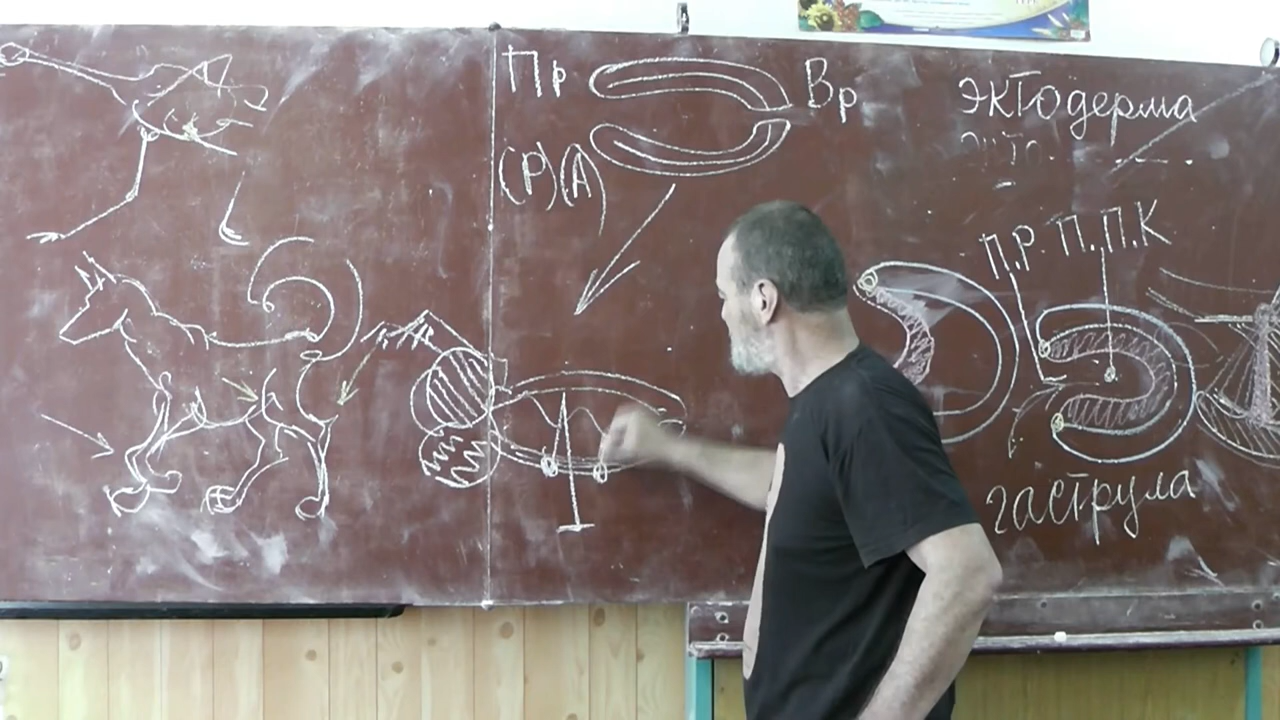 Пр
Вр
(Р)(А)
эктодерма
П.Р. П.П.К
гаструла